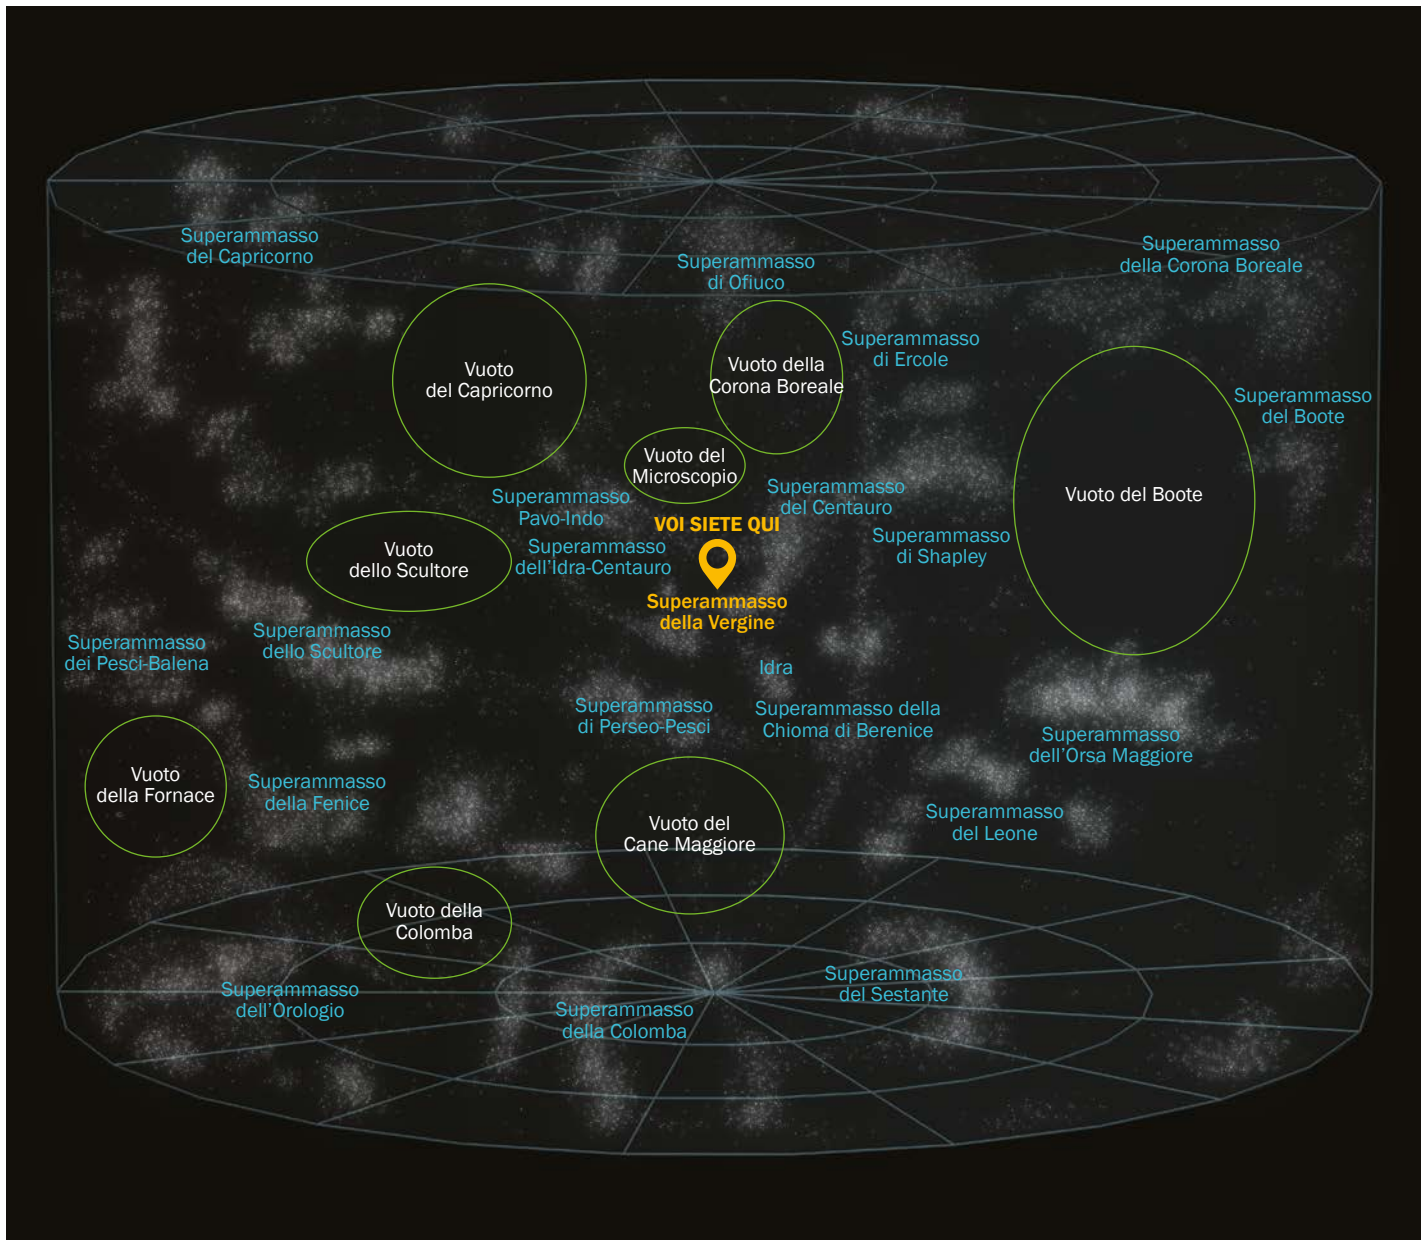 Superammasso
del Capricorno
Superammasso
di Ofiuco
Superammasso
della Corona Boreale
Superammasso
di Ercole
Vuoto
del Capricorno
Vuoto della
Corona Boreale
Superammasso
del Boote
Vuoto del
Microscopio
Superammasso
Pavo-Indo
Superammasso
del Centauro
Vuoto del Boote
VOI SIETE QUI
Superammasso
di Shapley
Vuoto
dello Scultore
Superammasso
dell'Idra-Centauro
Superammasso
della Vergine
Superammasso
dei Pesci-Balena
Superammasso
dello Scultore
Idra
Superammasso
di Perseo-Pesci
Superammasso della
Chioma di Berenice
Superammasso
dell'Orsa Maggiore
Vuoto
della Fornace
Superammasso
della Fenice
Vuoto del
Cane Maggiore
Superammasso
del Leone
Vuoto della
Colomba
Superammasso
dell'Orologio
Superammasso
della Colomba
Superammasso
del Sestante